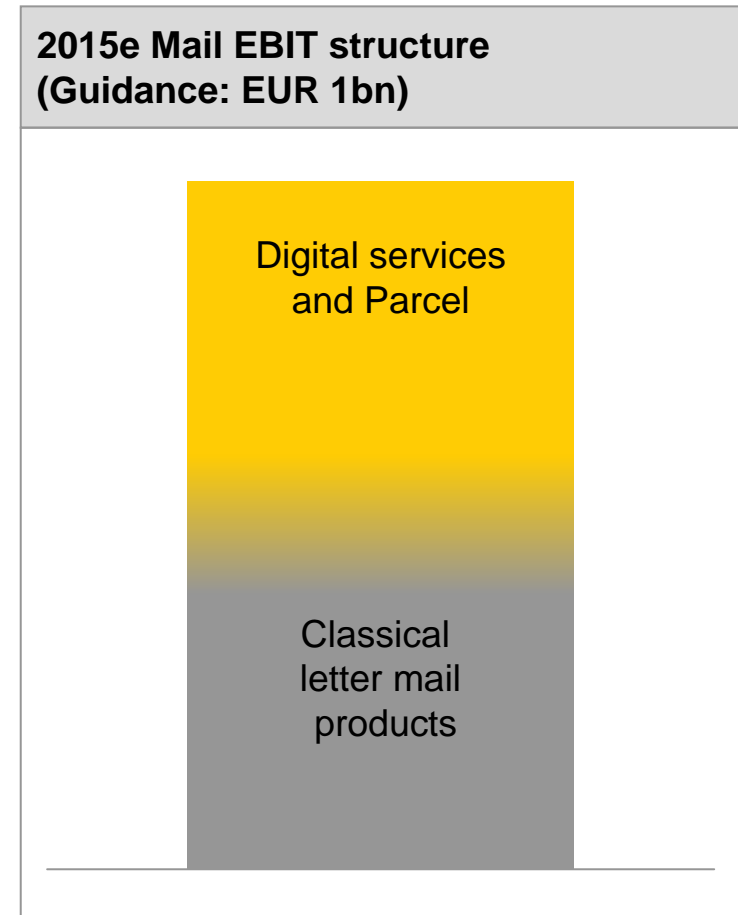 2015e Mail EBIT structure
(Guidance: EUR 1bn)
Digital services
and Parcel
Classical
letter mail
products